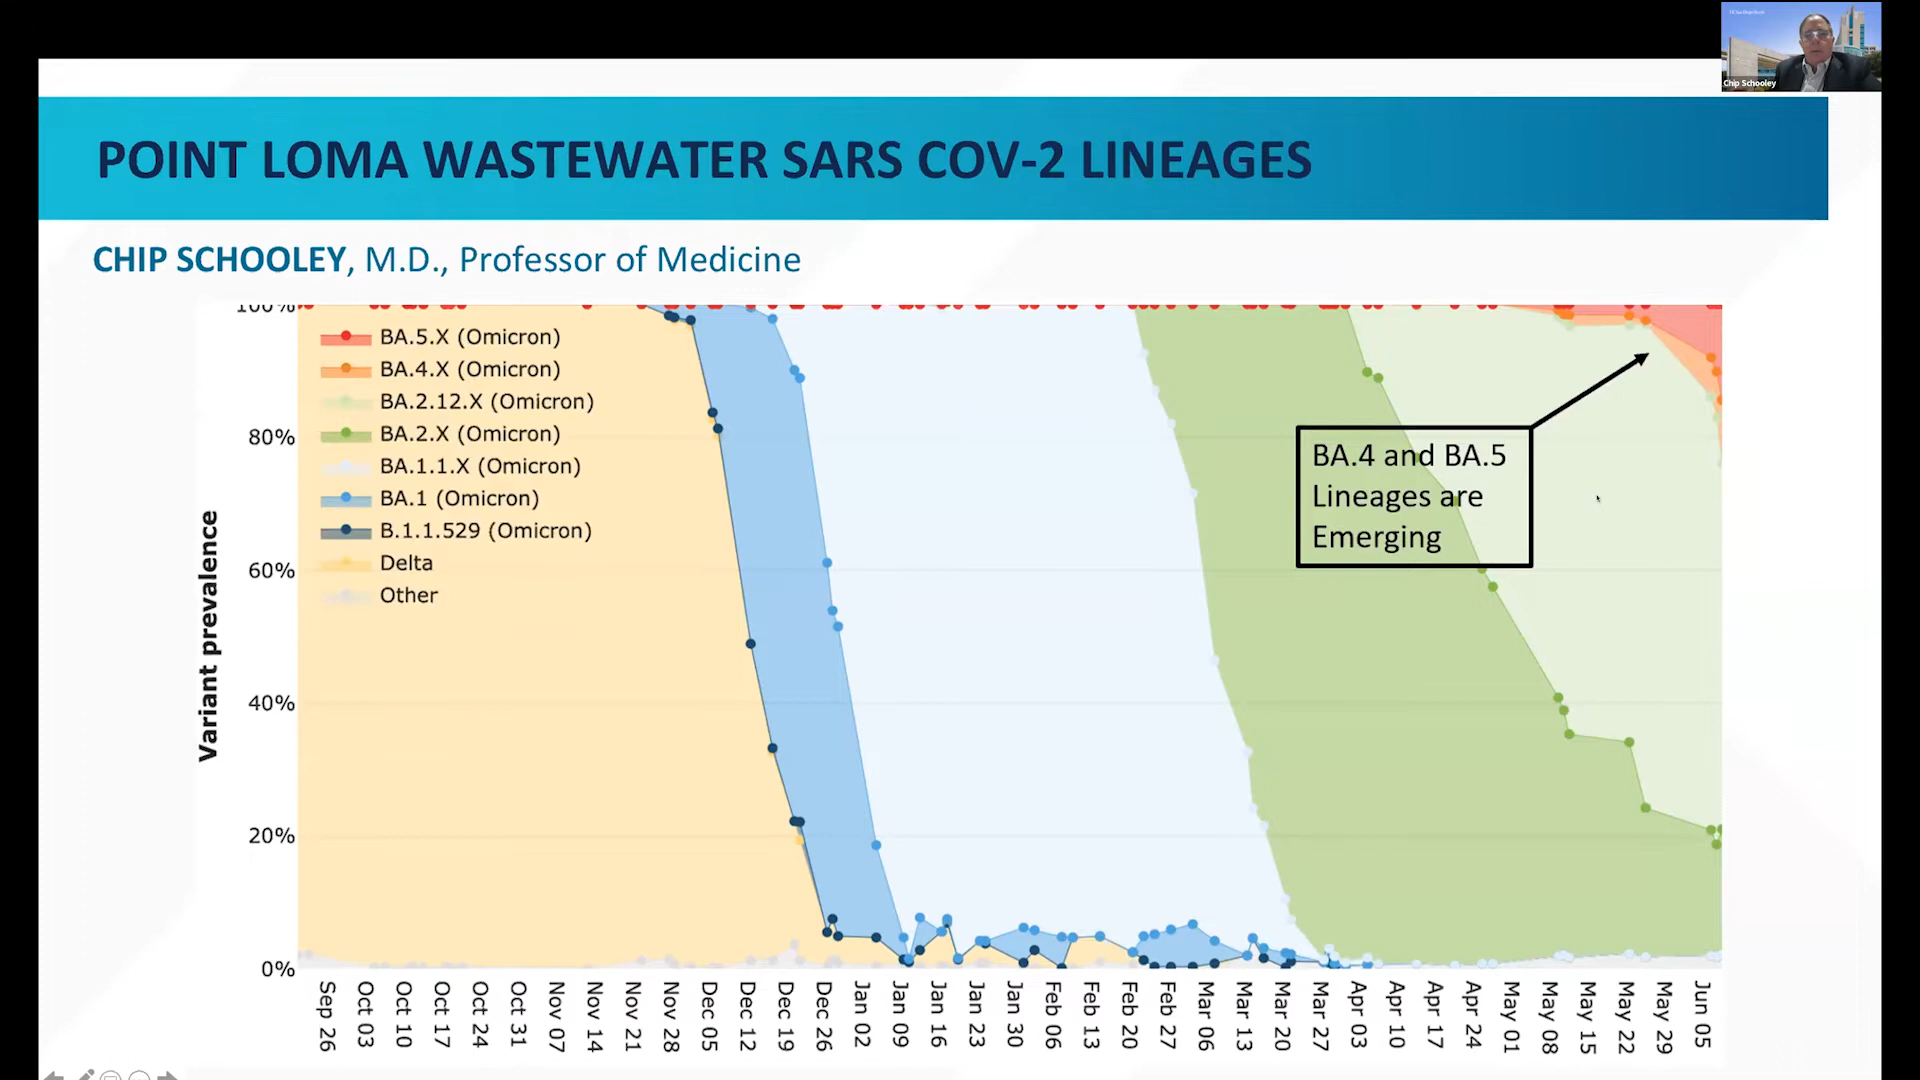 Chip Schooley
POINT LOMA WASTEWATER SARS COV-2 LINEAGES
CHIP SCHOOLEY, M.D., Professor of Medicine
100%
80%
60%
40%
20%
0%
Variant prevalence
BA.5.X (Omicron)
BA.4.X (Omicron)
BA.2.12.X (Omicron)
BA.2.X (Omicron)
BA.1.1.X (Omicron)
BA.1 (Omicron)
B.1.1.529 (Omicron)
Delta
Other
BA.4 and BA.5
Lineages are
Emerging
Sep 26
Oct 03
Oct 10
Oct 17
Oct 24
Oct 31
Nov 07
Nov 14
Nov 21
Nov 28
Dec 05
Dec 12
Dec 19
Dec 26
Jan 02
Jan 09
Jan 16
Jan 23
Jan 30
Feb 06
Feb 13
Feb 20
Feb 27
Mar 06
Mar 13
Mar 20
Mar 27
Apr 03
Apr 10
Apr 17
Apr 24
May 01
May 08
May 15
May 22
May 29
Jun 05